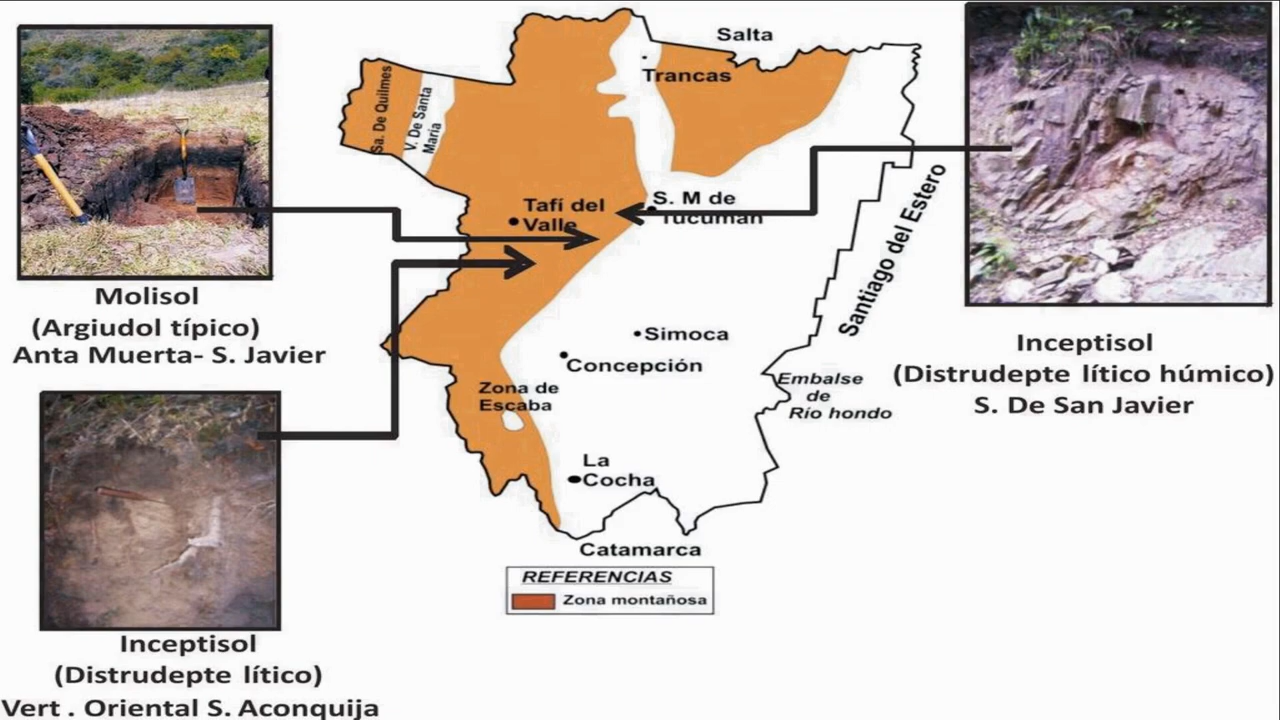 Salta
Trancas
Sa. De Quilmes
V. De Santa
Maria
Tafí del
Valle
S. M de
Tucumán
Santiago del Estero
Simoca
Concepción
Zona de
Escaba
Embalse
de
Río hondo
La
Cocha
Catamarca
REFERENCIAS
Zona montañosa
Molisol
(Argiudol típico)
Anta Muerta- S. Javier
Inceptisol
(Distrudepte lítico)
Vert . Oriental S. Aconquija
Inceptisol
(Distrudepte lítico húmico)
S. De San Javier